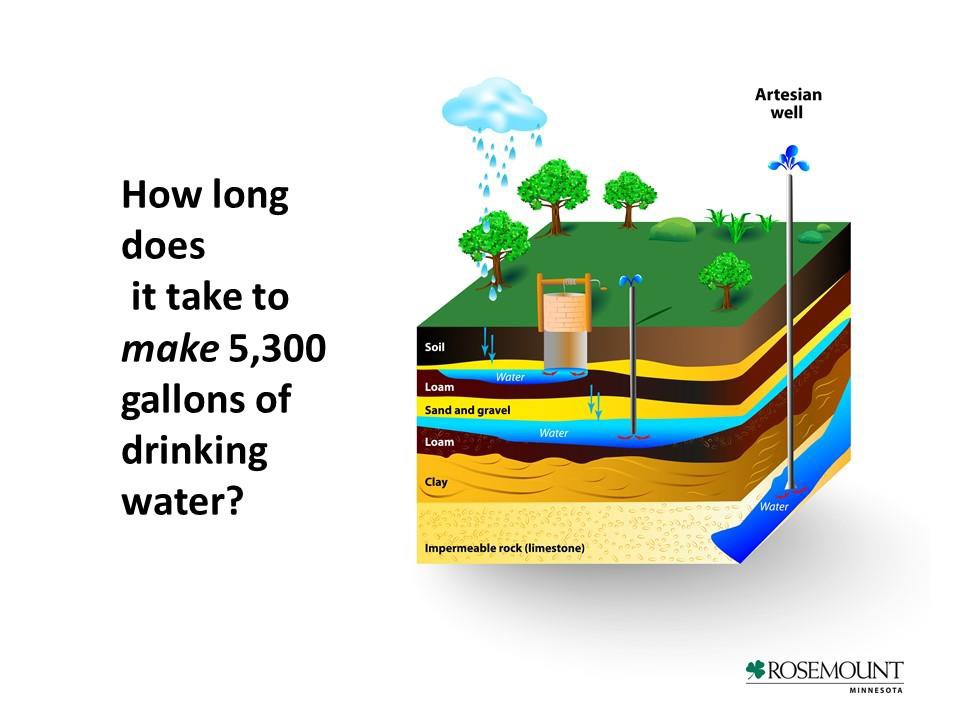 How long
does
it take to
make 5,300
gallons of
drinking
water?
Artesian
well
Soil
Water
Loam
Sand and gravel
Water
Loam
Clay
Water
Impermeable rock (limestone)
ROSEMOUNT
MINNESOTA